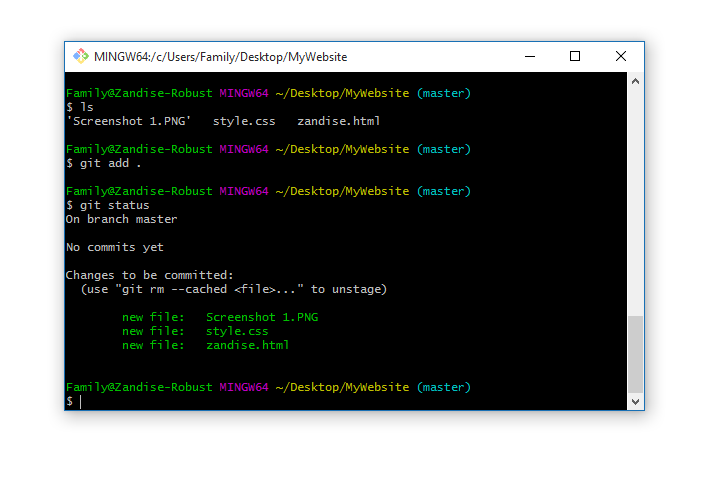 MINGW64:/c/Users/Family/Desktop/MyWebsite
Family@Zandise-Robust MINGW64 ~/Desktop/MyWebsite (master)
$ ls
'Screenshot 1.PNG'   style.css   zandise.html
Family@Zandise-Robust MINGW64 ~/Desktop/MyWebsite (master)
$ git add .
Family@Zandise-Robust MINGW64 ~/Desktop/MyWebsite (master)
$ git status
On branch master
No commits yet
Changes to be committed:
  (use "git rm --cached <file>..." to unstage)
        new file:   Screenshot 1.PNG
        new file:   style.css
        new file:   zandise.html
Family@Zandise-Robust MINGW64 ~/Desktop/MyWebsite (master)
$